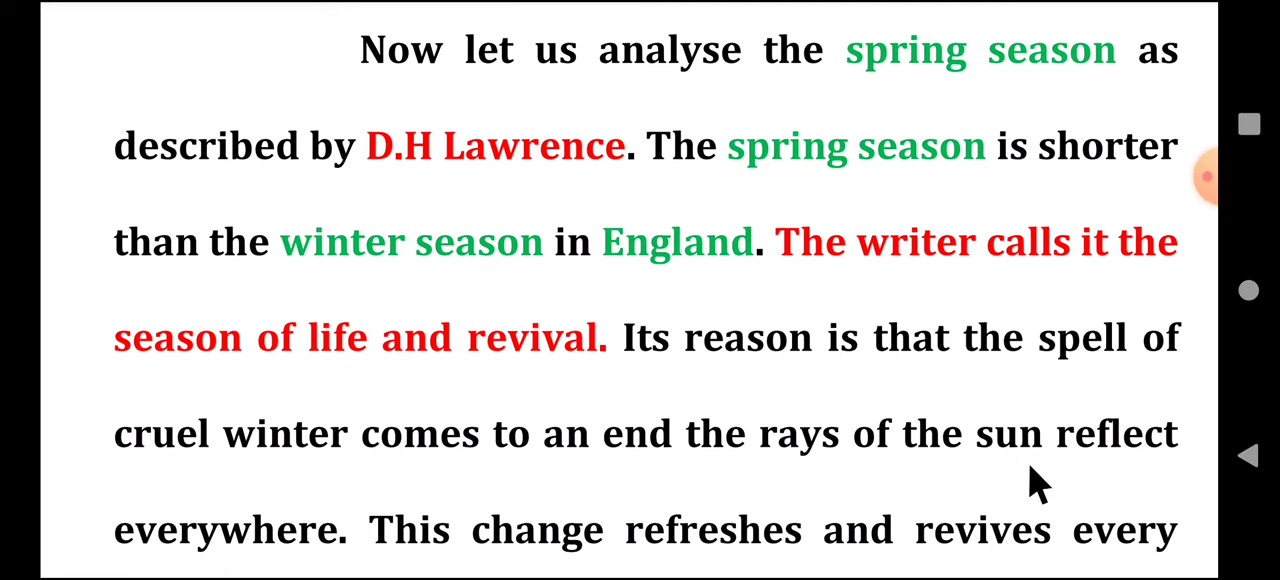 Now let us analyse the spring season as
described by D.H Lawrence. The spring season is shorter
than the winter season in England. The writer calls it the
season of life and revival. Its reason is that the spell of
cruel winter comes to an end the rays of the sun reflect
everywhere. This change refreshes and revives every